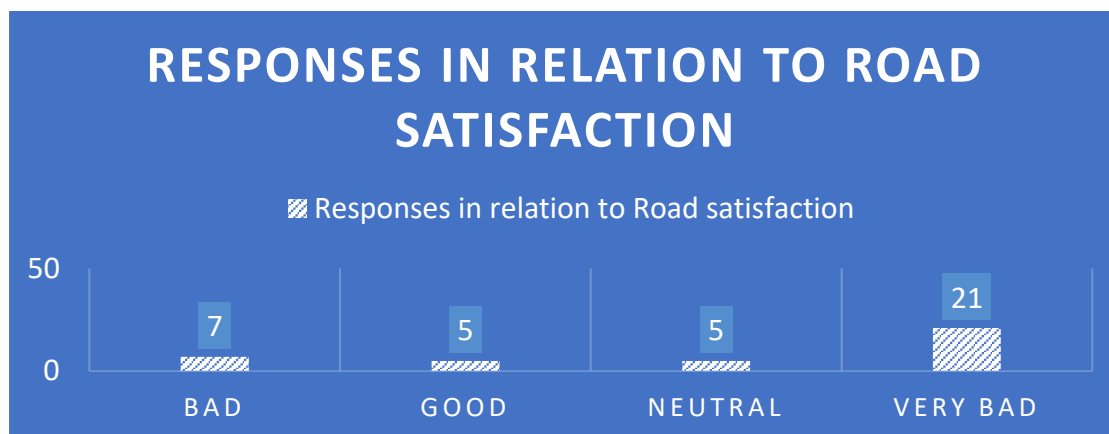 RESPONSES IN RELATION TO ROAD
SATISFACTION
Responses in relation to Road satisfaction
50
0
7
5
5
21
BAD
GOOD
NEUTRAL
VERY BAD